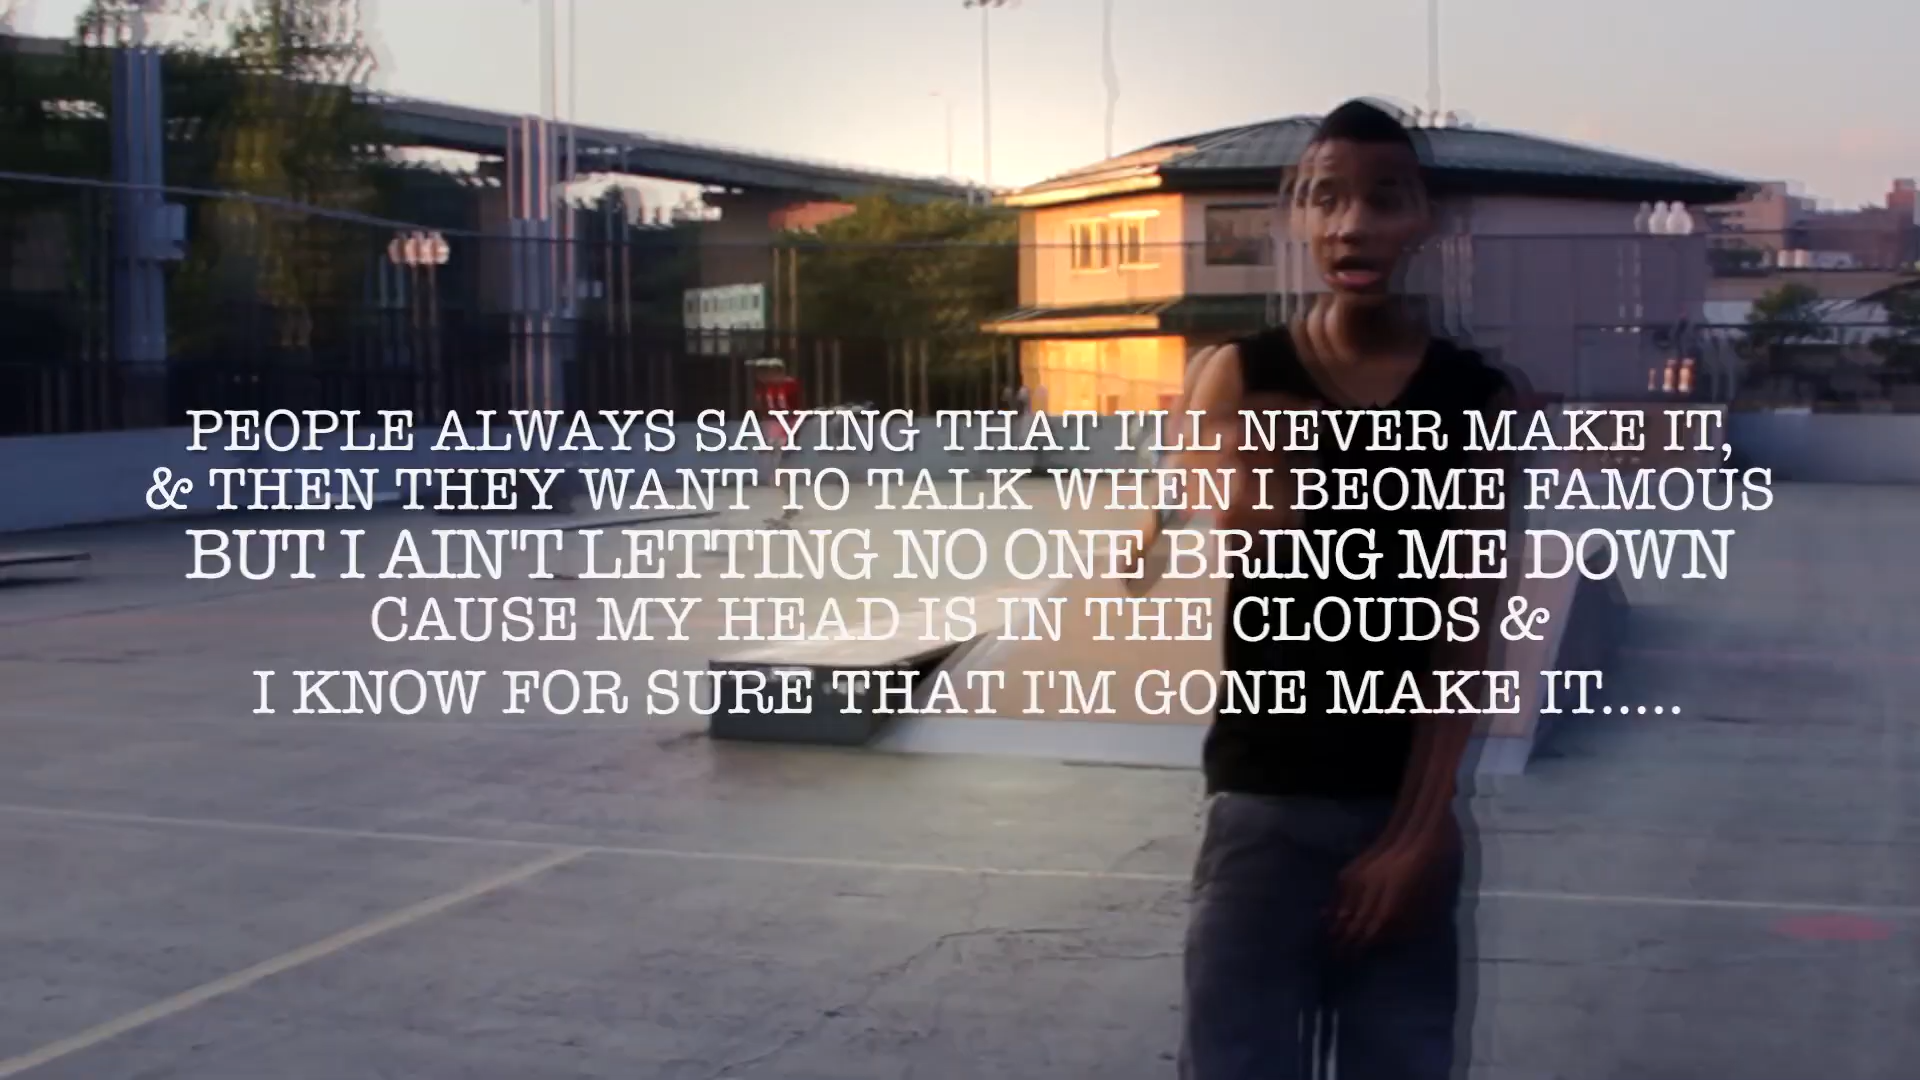 PEOPLE ALWAYS SAYING THAT I'LL NEVER MAKE IT,
& THEN THEY WANT TO TALK WHEN I BEOME FAMOUS
BUT I AIN'T LETTING NO ONE BRING ME DOWN
CAUSE MY HEAD IS IN THE CLOUDS &
I KNOW FOR SURE THAT I'M GONE MAKE IT.....